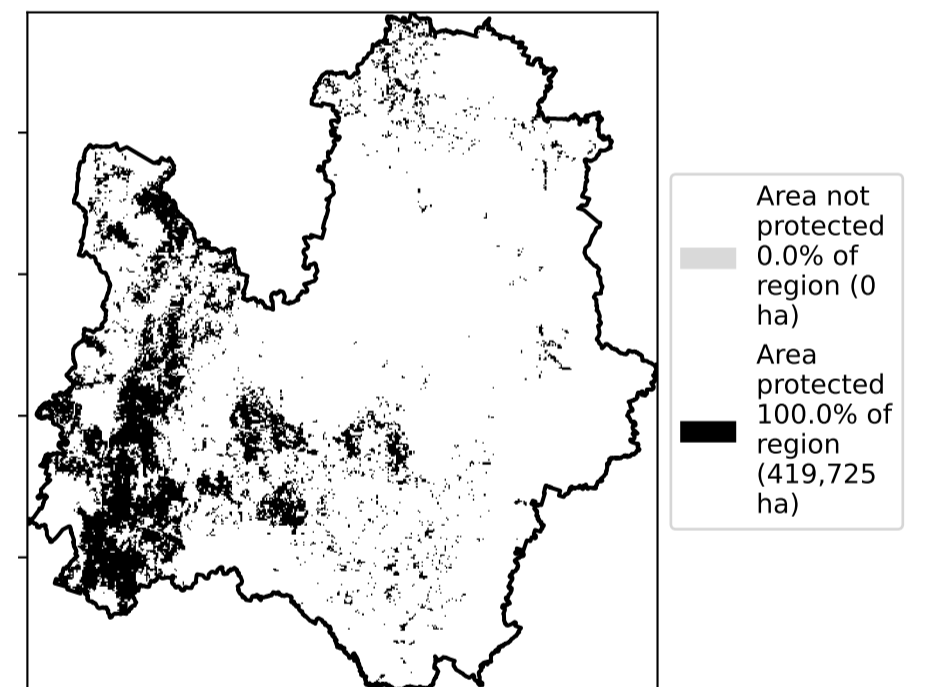 Area not
protected
0.0% of
region (0
ha)
Area
protected
100.0% of
region
(419,725
ha)